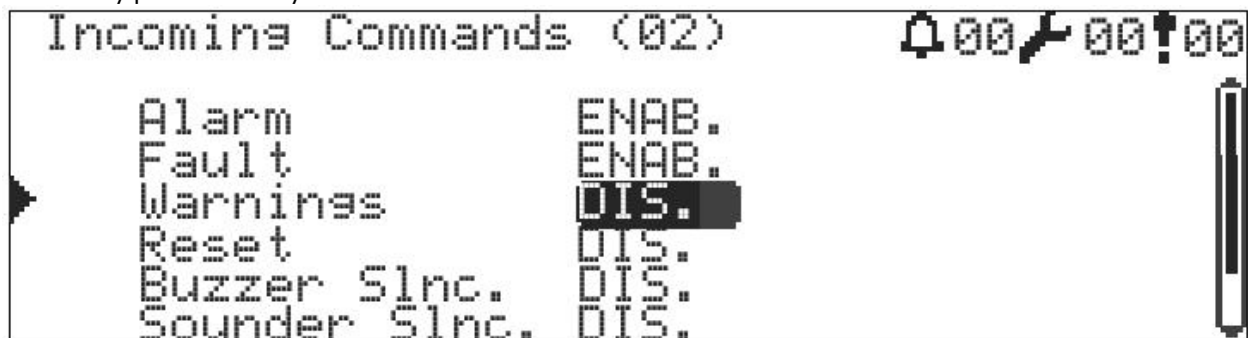 Incoming Commands (02) 00 00 00
Alarm ENAB.
Fault ENAB.
Warnings DIS.
Reset DIS.
Buzzer Slnc. DIS.
Sounder Slnc. DIS.